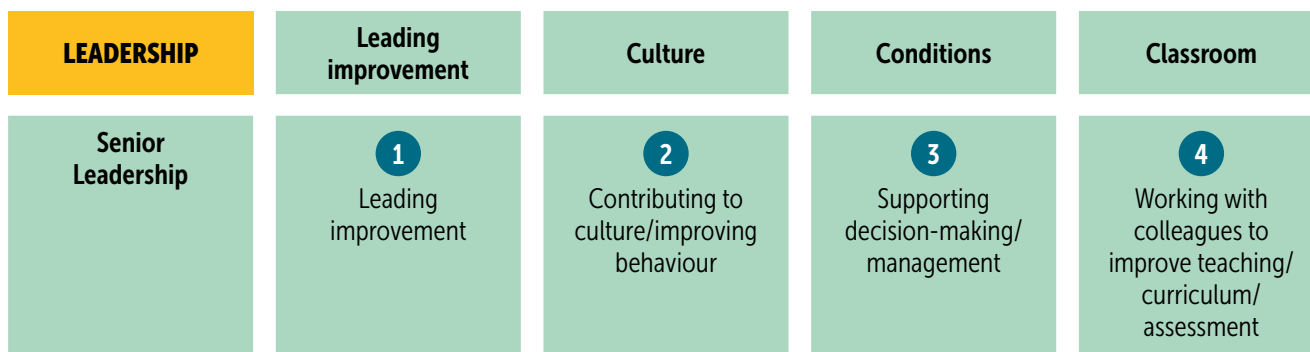 LEADERSHIP
Leading
improvement
Culture
Conditions
Classroom
Senior
Leadership
1
Leading
improvement
2
Contributing to
culture/improving
behaviour
3
Supporting
decision-making/
management
4
Working with
colleagues to
improve teaching/
curriculum/
assessment